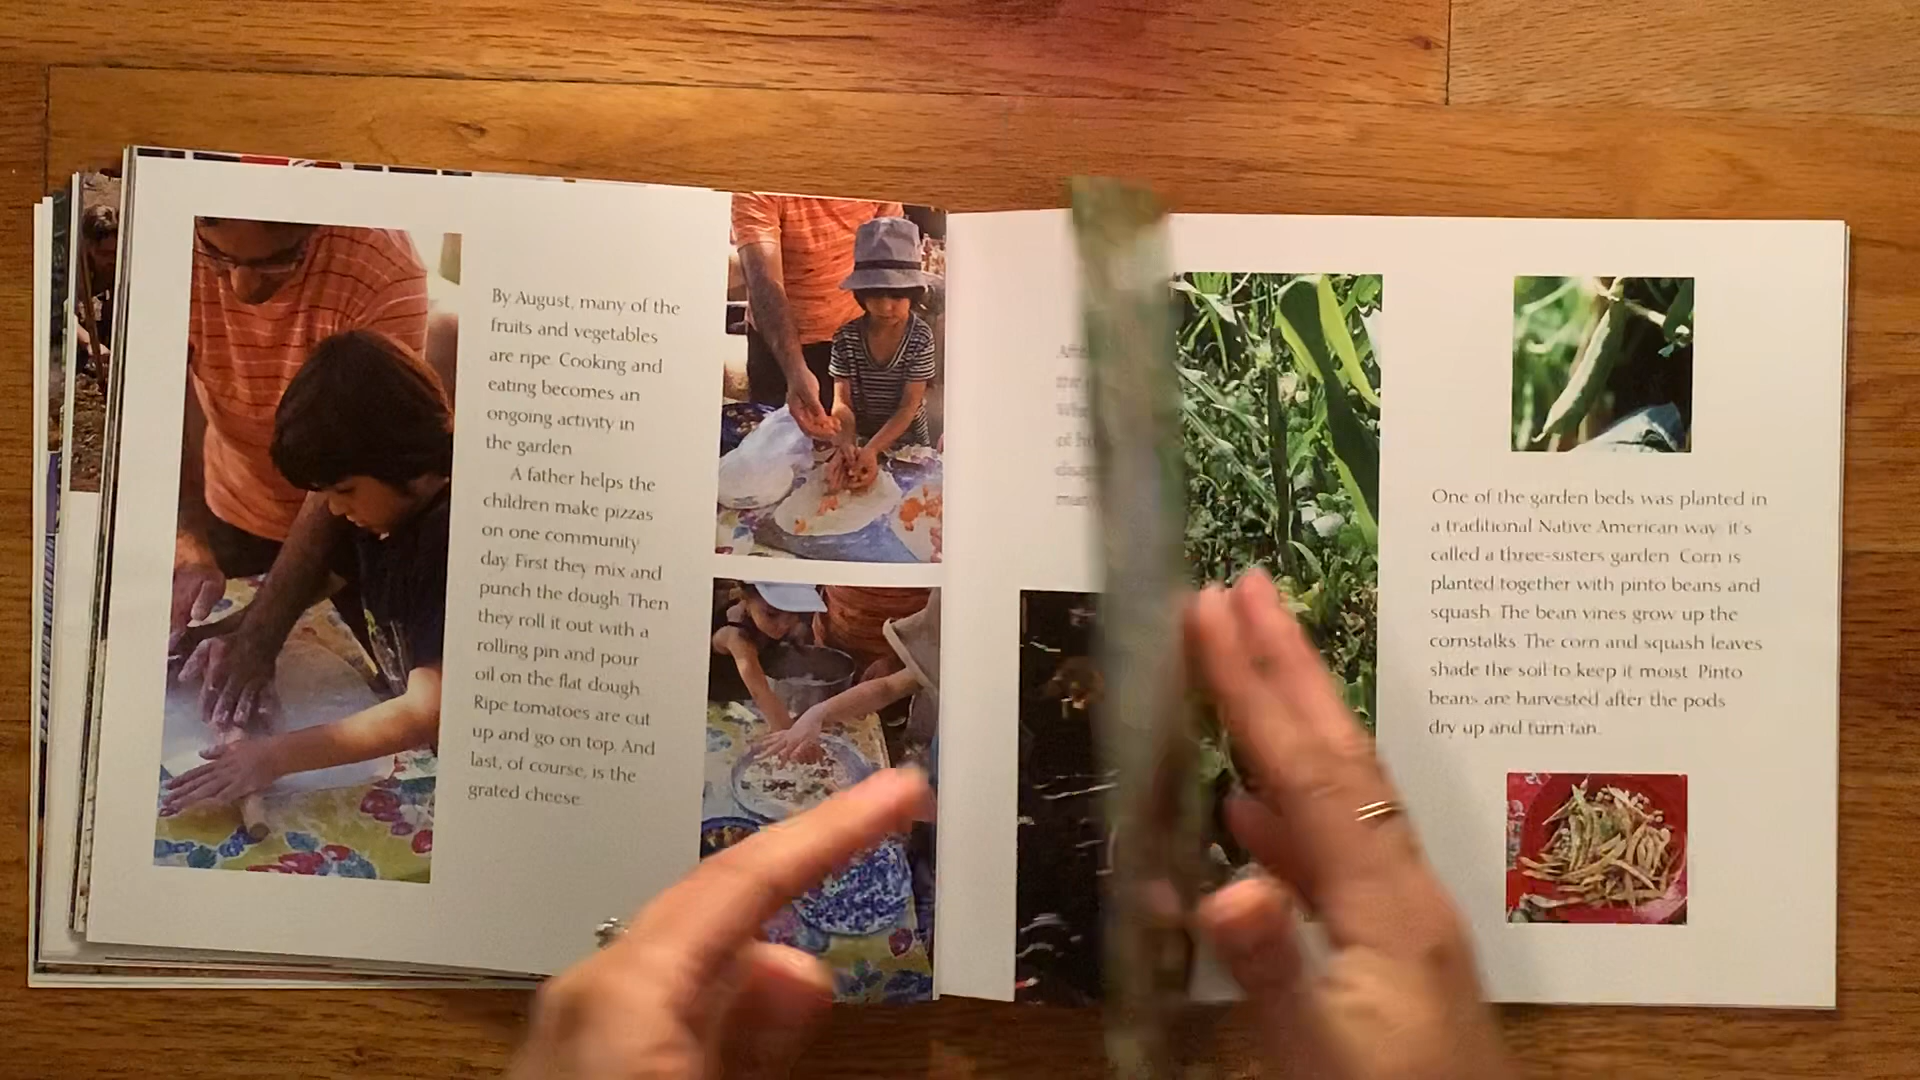 By August, many of the
fruits and vegetables
are ripe. Cooking and
eating becomes an
ongoing activity in
the garden.
A father helps the
children make pizzas
on one community
day. First they mix and
punch the dough. Then
they roll it out with a
rolling pin and pour
oil on the flat dough.
Ripe tomatoes are cut
up and go on top. And
last, of course, is the
grated cheese.
of
One of the garden beds was planted in
a traditional Native American way: it's
called a three-sisters garden. Corn is
planted together with pinto beans and
squash. The bean vines grow up the
cornstalks. The corn and squash leaves
shade the soil to keep it moist. Pinto
beans are harvested after the pods
dry up and turn tan.